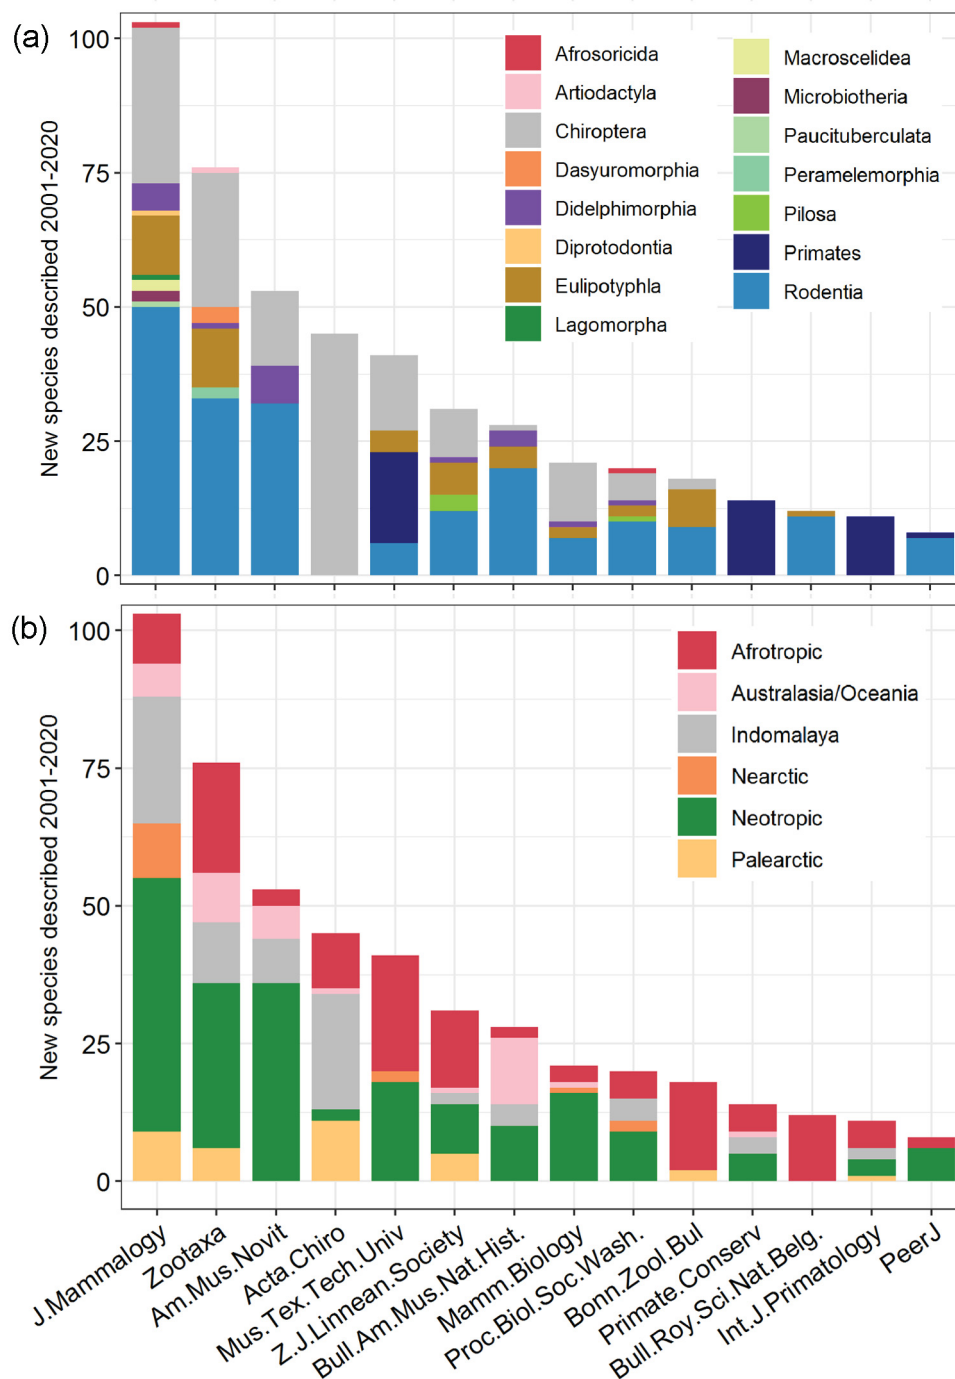 (a)
New species described 2001-2020
100
75
50
25
0
Afrosoricida
Artiodactyla
Chiroptera
Dasyuromorphia
Didelphimorphia
Diprotodontia
Eulipotyphla
Lagomorpha
Macroscelidea
Microbiotheria
Paucituberculata
Peramelemorphia
Pilosa
Primates
Rodentia
(b)
New species described 2001-2020
100
75
50
25
0
Afrotropic
Australasia/Oceania
Indomalaya
Nearctic
Neotropic
Palearctic
J.Mammalogy
Zootaxa
Am.Mus.Novit
Acta.Chiro
Mus.Tex.Tech.Univ
Z.J.Linnean.Society
Bull.Am.Mus.Nat.Hist.
Mamm.Biology
Proc.Biol.Soc.Wash.
Bonn.Zool.Bul
Primate.Conserv
Bull.Roy.Sci.Nat.Belg.
Int.J.Primatology
PeerJ